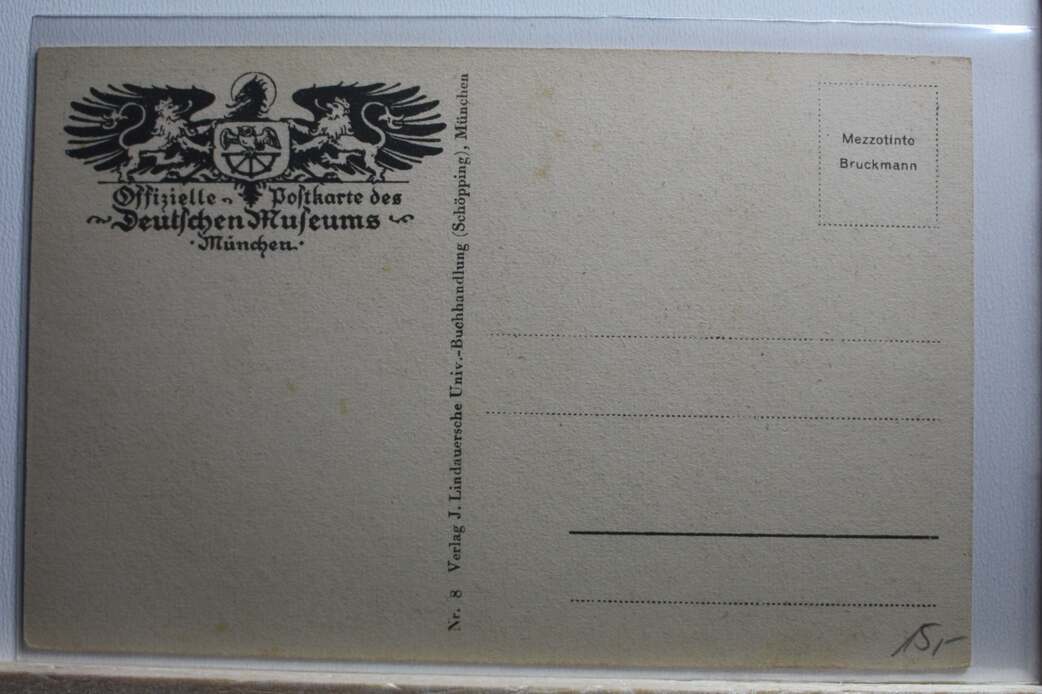 Offizielle Postkarte des
Deutschen Museums
· München ·
Nr. 8 Verlag J. Lindauersche Univ.-Buchhandlung (Schöpping), München
Mezzotinto
Bruckmann
15,-